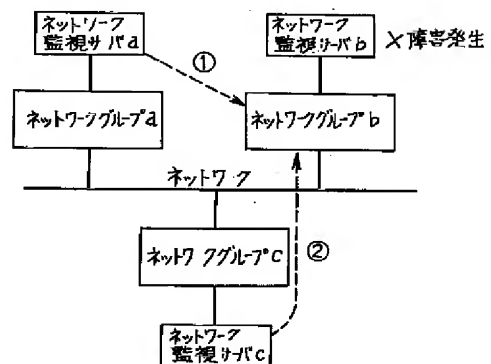 ネットワーク
監視サーバa
ネットワーク
監視サーバb
×障害発生
①
ネットワークグループa
ネットワークグループb
ネットワーク
ネットワ クグループc
②
ネットワーク
監視サーバc